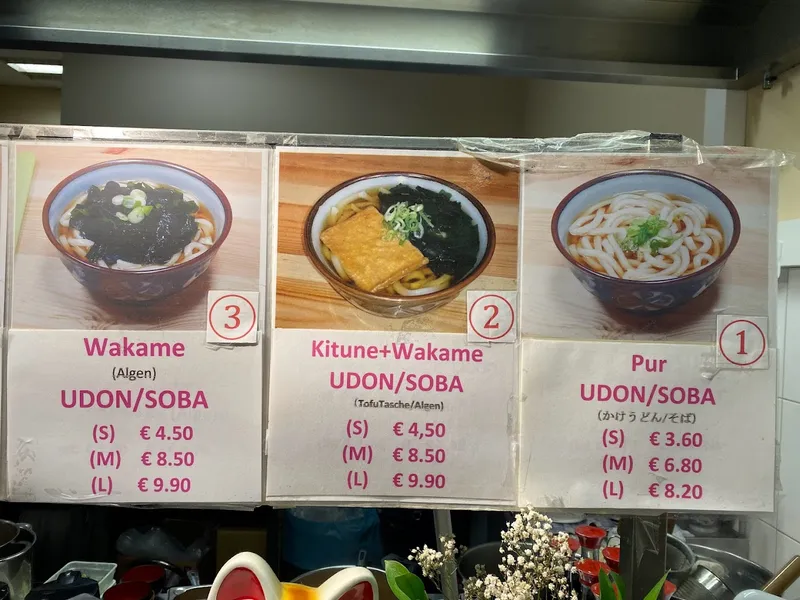 ③
Wakame
(Algen)
UDON/SOBA
(S) € 4.50
(M) € 8.50
(L) € 9.90
②
Kitune+Wakame
UDON/SOBA
(TofuTasche/Algen)
(S) € 4,50
(M) € 8.50
(L) € 9.90
①
Pur
UDON/SOBA
(かけうどん/そば)
(S) € 3.60
(M) € 6.80
(L) € 8.20